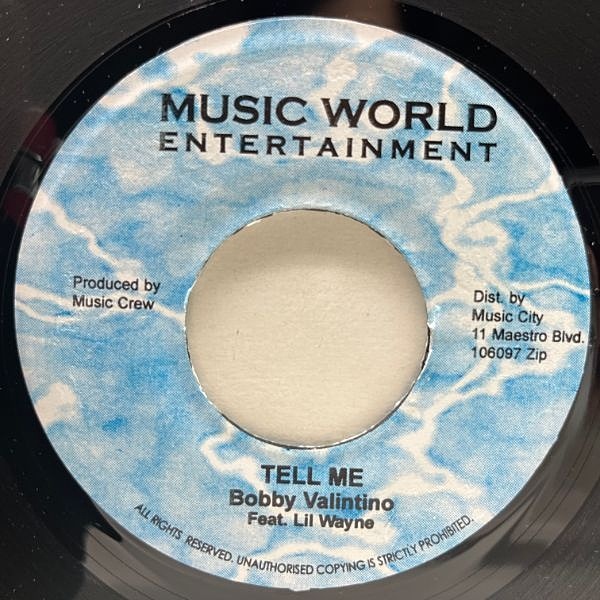 MUSIC WORLD
ENTERTAINMENT
Produced by
Music Crew
Dist. by
Music City
11 Maestro Blvd.
106097 Zip
TELL ME
Bobby Valintino
Feat. Lil Wayne
ALL RIGHTS RESERVED. UNAUTHORISED COPYING IS STRICTLY PROHIBITED.